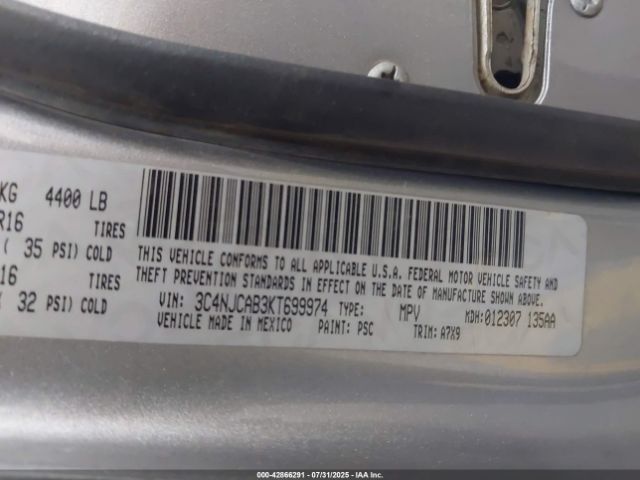 KG 4400 LB
R16 TIRES
( 35 PSI) COLD
16 TIRES
( 32 PSI) COLD
THIS VEHICLE CONFORMS TO ALL APPLICABLE U.S.A. FEDERAL MOTOR VEHICLE SAFETY AND
THEFT PREVENTION STANDARDS IN EFFECT ON THE DATE OF MANUFACTURE SHOWN ABOVE.
VIN: 3C4NJCAB3KT699974 TYPE: MPV MDH:012307 135AA
VEHICLE MADE IN MEXICO PAINT: PSC TRIM: A7X9
© COPY-42866291 - 07/31/2025 - IAA Inc.